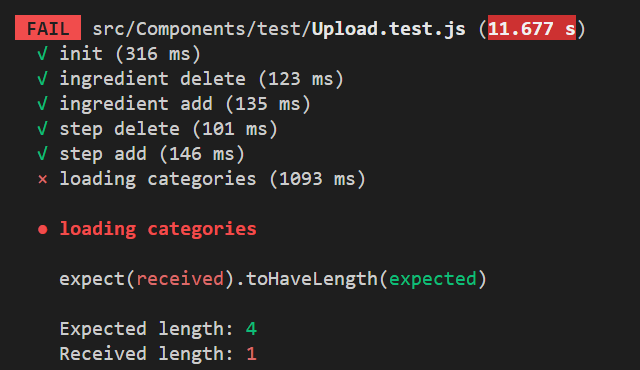 FAIL src/Components/test/Upload.test.js (11.677 s)
√ init (316 ms)
√ ingredient delete (123 ms)
√ ingredient add (135 ms)
√ step delete (101 ms)
√ step add (146 ms)
× loading categories (1093 ms)
● loading categories
expect(received).toHaveLength(expected)
Expected length: 4
Received length: 1